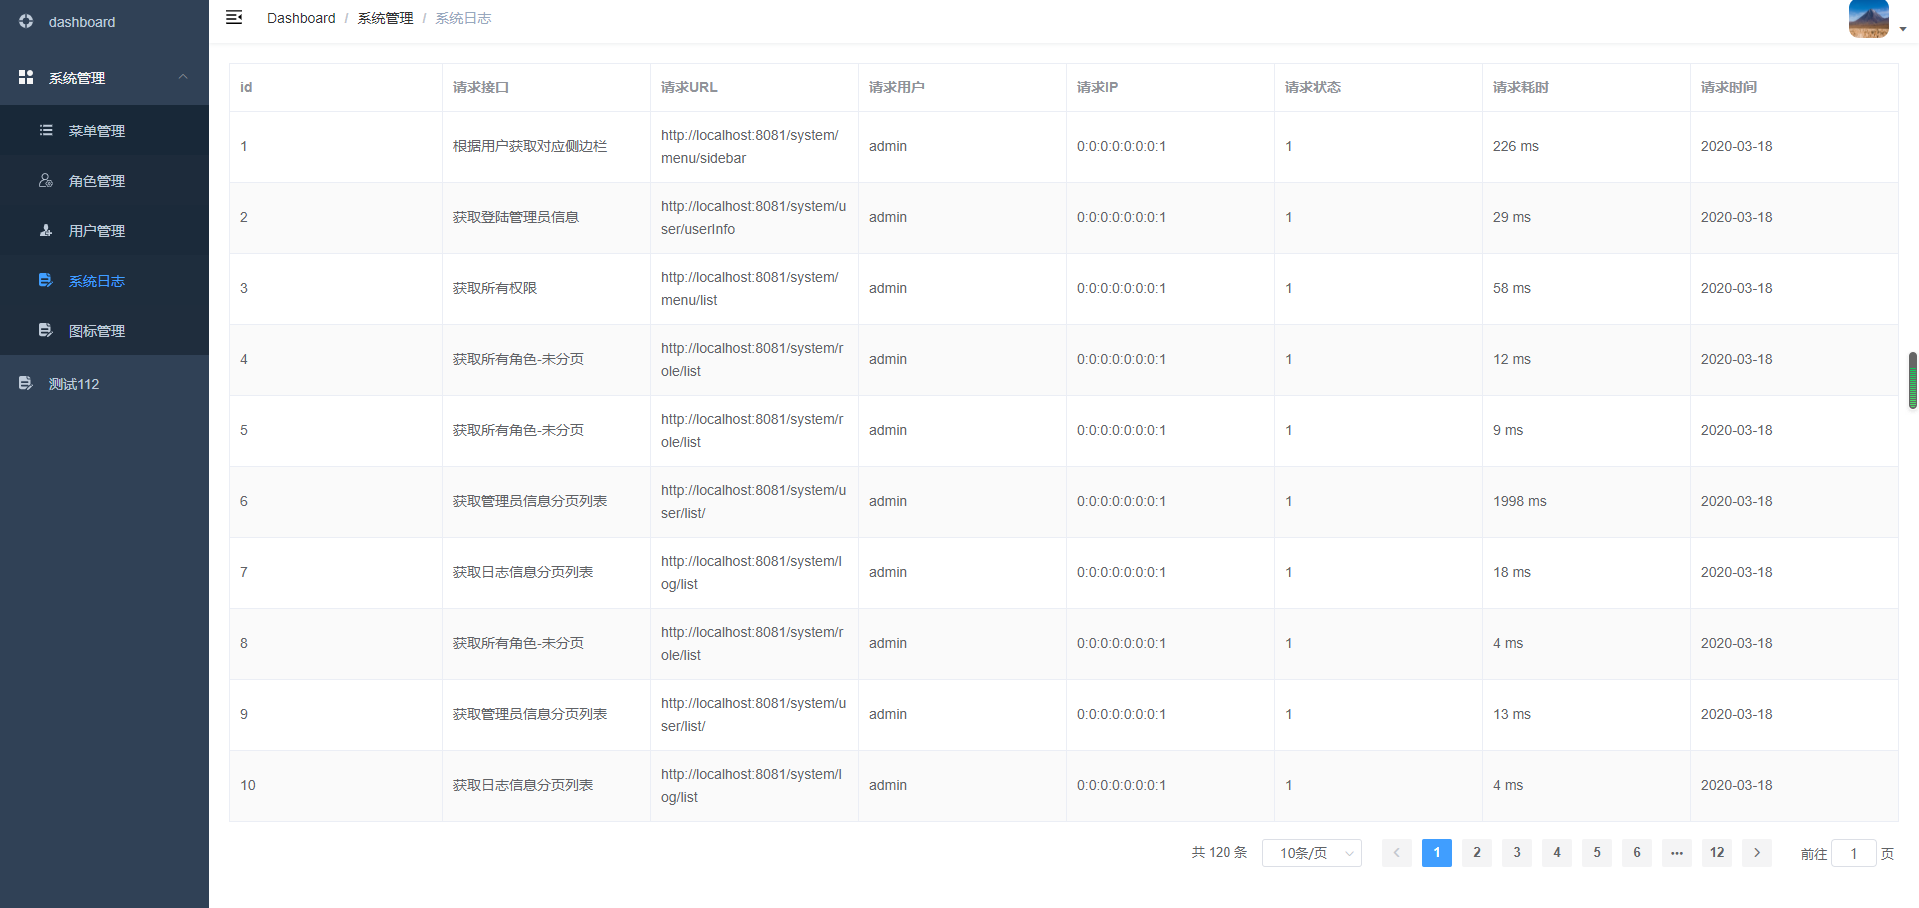 dashboard
系统管理
菜单管理
角色管理
用户管理
系统日志
图标管理
测试112
Dashboard / 系统管理 / 系统日志
id 请求接口 请求URL 请求用户 请求IP 请求状态 请求耗时 请求时间
1 根据用户获取对应侧边栏 http://localhost:8081/system/ admin 0:0:0:0:0:0:0:1 1 226 ms 2020-03-18
menu/sidebar
2 获取登陆管理员信息 http://localhost:8081/system/u admin 0:0:0:0:0:0:0:1 1 29 ms 2020-03-18
ser/userInfo
3 获取所有权限 http://localhost:8081/system/ admin 0:0:0:0:0:0:0:1 1 58 ms 2020-03-18
menu/list
4 获取所有角色-未分页 http://localhost:8081/system/r admin 0:0:0:0:0:0:0:1 1 12 ms 2020-03-18
ole/list
5 获取所有角色-未分页 http://localhost:8081/system/r admin 0:0:0:0:0:0:0:1 1 9 ms 2020-03-18
ole/list
6 获取管理员信息分页列表 http://localhost:8081/system/u admin 0:0:0:0:0:0:0:1 1 1998 ms 2020-03-18
ser/list/
7 获取日志信息分页列表 http://localhost:8081/system/l admin 0:0:0:0:0:0:0:1 1 18 ms 2020-03-18
og/list
8 获取所有角色-未分页 http://localhost:8081/system/r admin 0:0:0:0:0:0:0:1 1 4 ms 2020-03-18
ole/list
9 获取管理员信息分页列表 http://localhost:8081/system/u admin 0:0:0:0:0:0:0:1 1 13 ms 2020-03-18
ser/list/
10 获取日志信息分页列表 http://localhost:8081/system/l admin 0:0:0:0:0:0:0:1 1 4 ms 2020-03-18
og/list
共 120 条 10条/页 < 1 2 3 4 5 6 ••• 12 > 前往 1 页